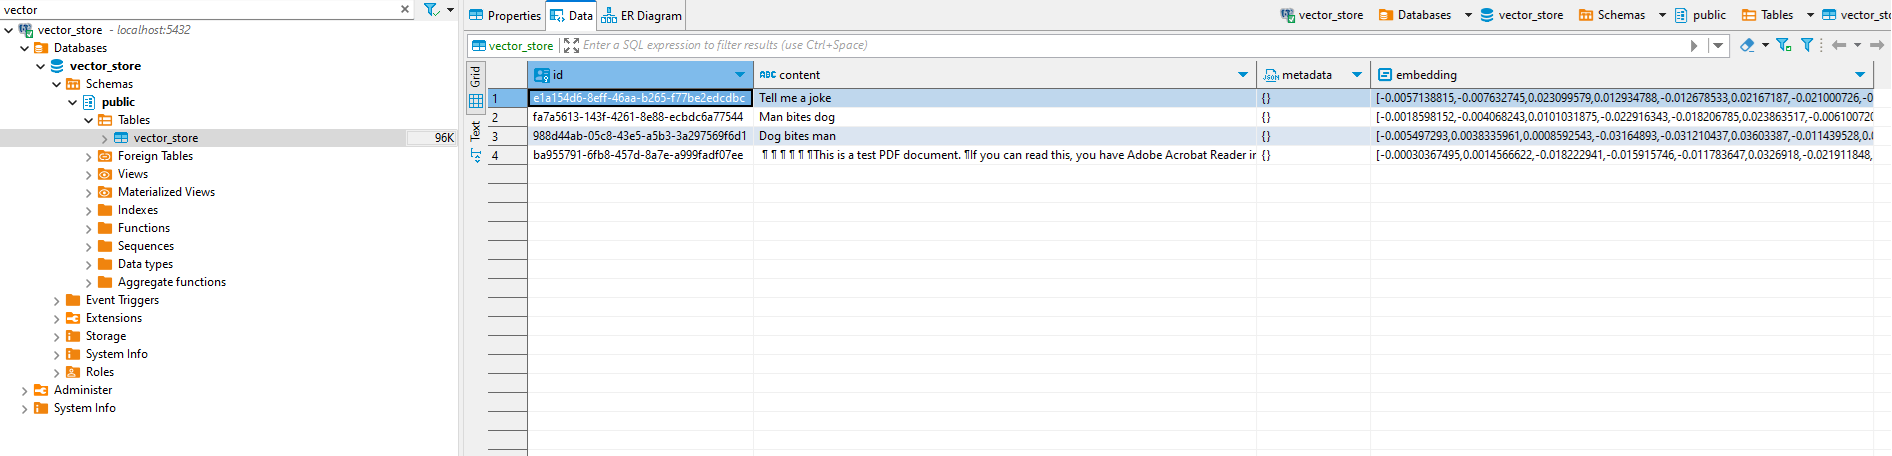 vector
vector_store - localhost:5432
Databases
vector_store
Schemas
public
Tables
vector_store 96K
Foreign Tables
Views
Materialized Views
Indexes
Functions
Sequences
Data types
Aggregate functions
Event Triggers
Extensions
Storage
System Info
Roles
Administer
System Info
Properties Data ER Diagram vector_store Databases vector_store Schemas public Tables vector_sto
vector_store Enter a SQL expression to filter results (use Ctrl+Space)
Grid
Text
id ABC content JSON metadata embedding
1 e1a154d6-8eff-46aa-b265-f77be2edcdbc Tell me a joke {} [-0.0057138815,-0.007632745,0.023099579,0.012934788,-0.012678533,0.02167187,-0.021000726,-0
2 fa7a5613-143f-4261-8e88-ecbdc6a77544 Man bites dog {} [-0.0018598152,-0.004068243,0.0101031875,-0.022916343,-0.018206785,0.023863517,-0.006100720
3 988d44ab-05c8-43e5-a5b3-3a297569f6d1 Dog bites man {} [-0.005497293,0.0038335961,0.0008592543,-0.03164893,-0.031210437,0.03603387,-0.011439528,0.0
4 ba955791-6fb8-457d-8a7e-a999fadf07ee ¶¶¶¶¶¶This is a test PDF document. ¶If you can read this, you have Adobe Acrobat Reader in {} [-0.00030367495,0.0014566622,-0.018222941,-0.015915746,-0.011783647,0.0326918,-0.021911848,